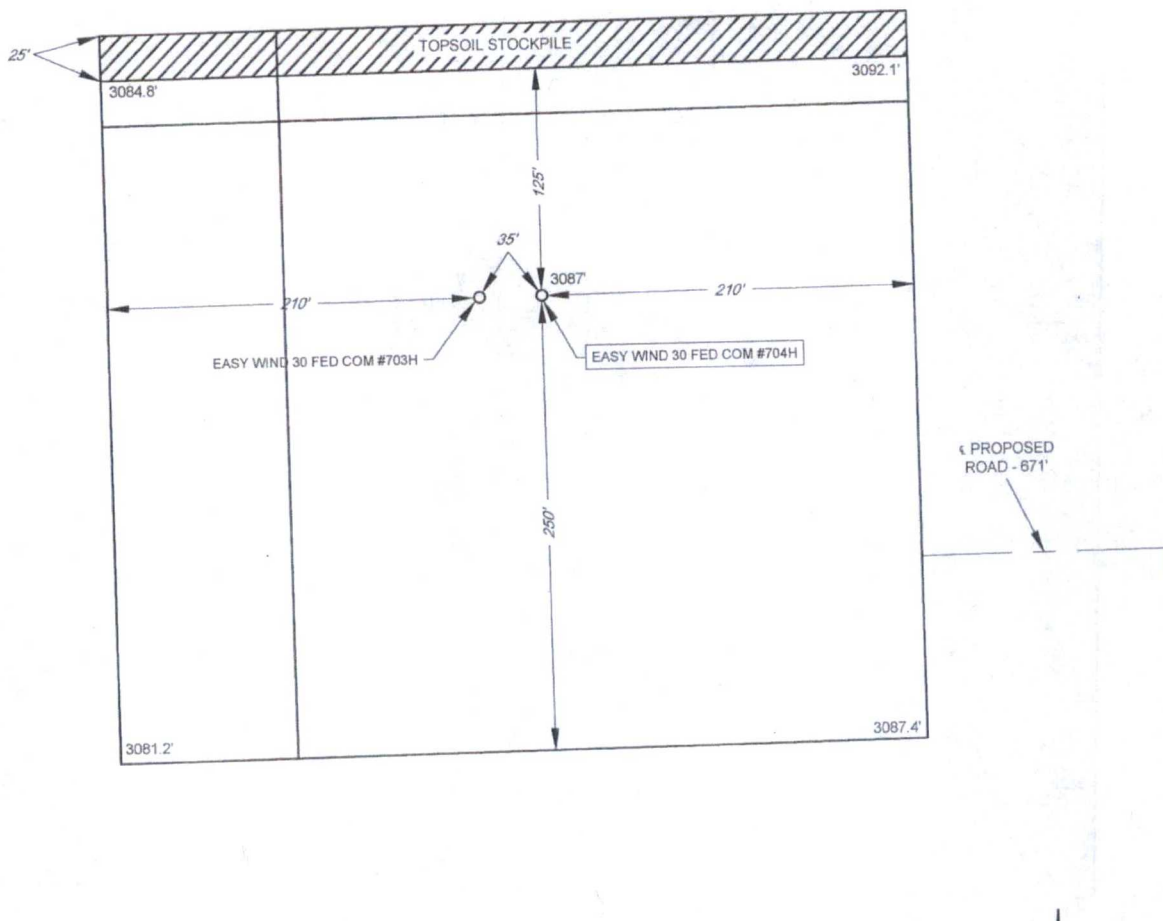 25'
TOPSOIL STOCKPILE
3084.8'
3092.1'
125'
35'
3087'
210'
210'
EASY WIND 30 FED COM #703H
EASY WIND 30 FED COM #704H
℄ PROPOSED
ROAD - 671'
250'
3081.2'
3087.4'